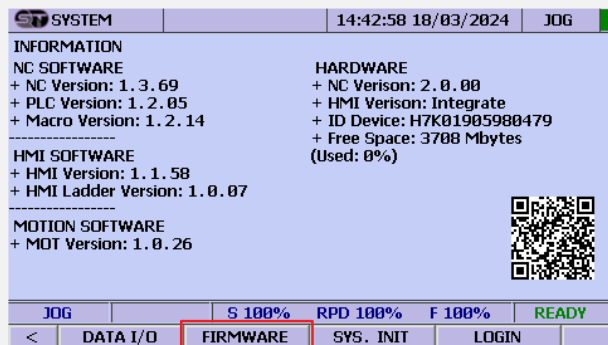 SYSTEM 14:42:58 18/03/2024 JOG
INFORMATION
NC SOFTWARE
+ NC Version: 1.3.69
+ PLC Version: 1.2.05
+ Macro Version: 1.2.14
-----------------
HMI SOFTWARE
+ HMI Version: 1.1.58
+ HMI Ladder Version: 1.0.07
-----------------
MOTION SOFTWARE
+ MOT Version: 1.0.26
HARDWARE
+ NC Verison: 2.0.00
+ HMI Verison: Integrate
+ ID Device: H7K01905980479
+ Free Space: 3708 Mbytes
(Used: 0%)
JOG S 100% RPD 100% F 100% READY
< DATA I/O FIRMWARE SYS. INIT LOGIN